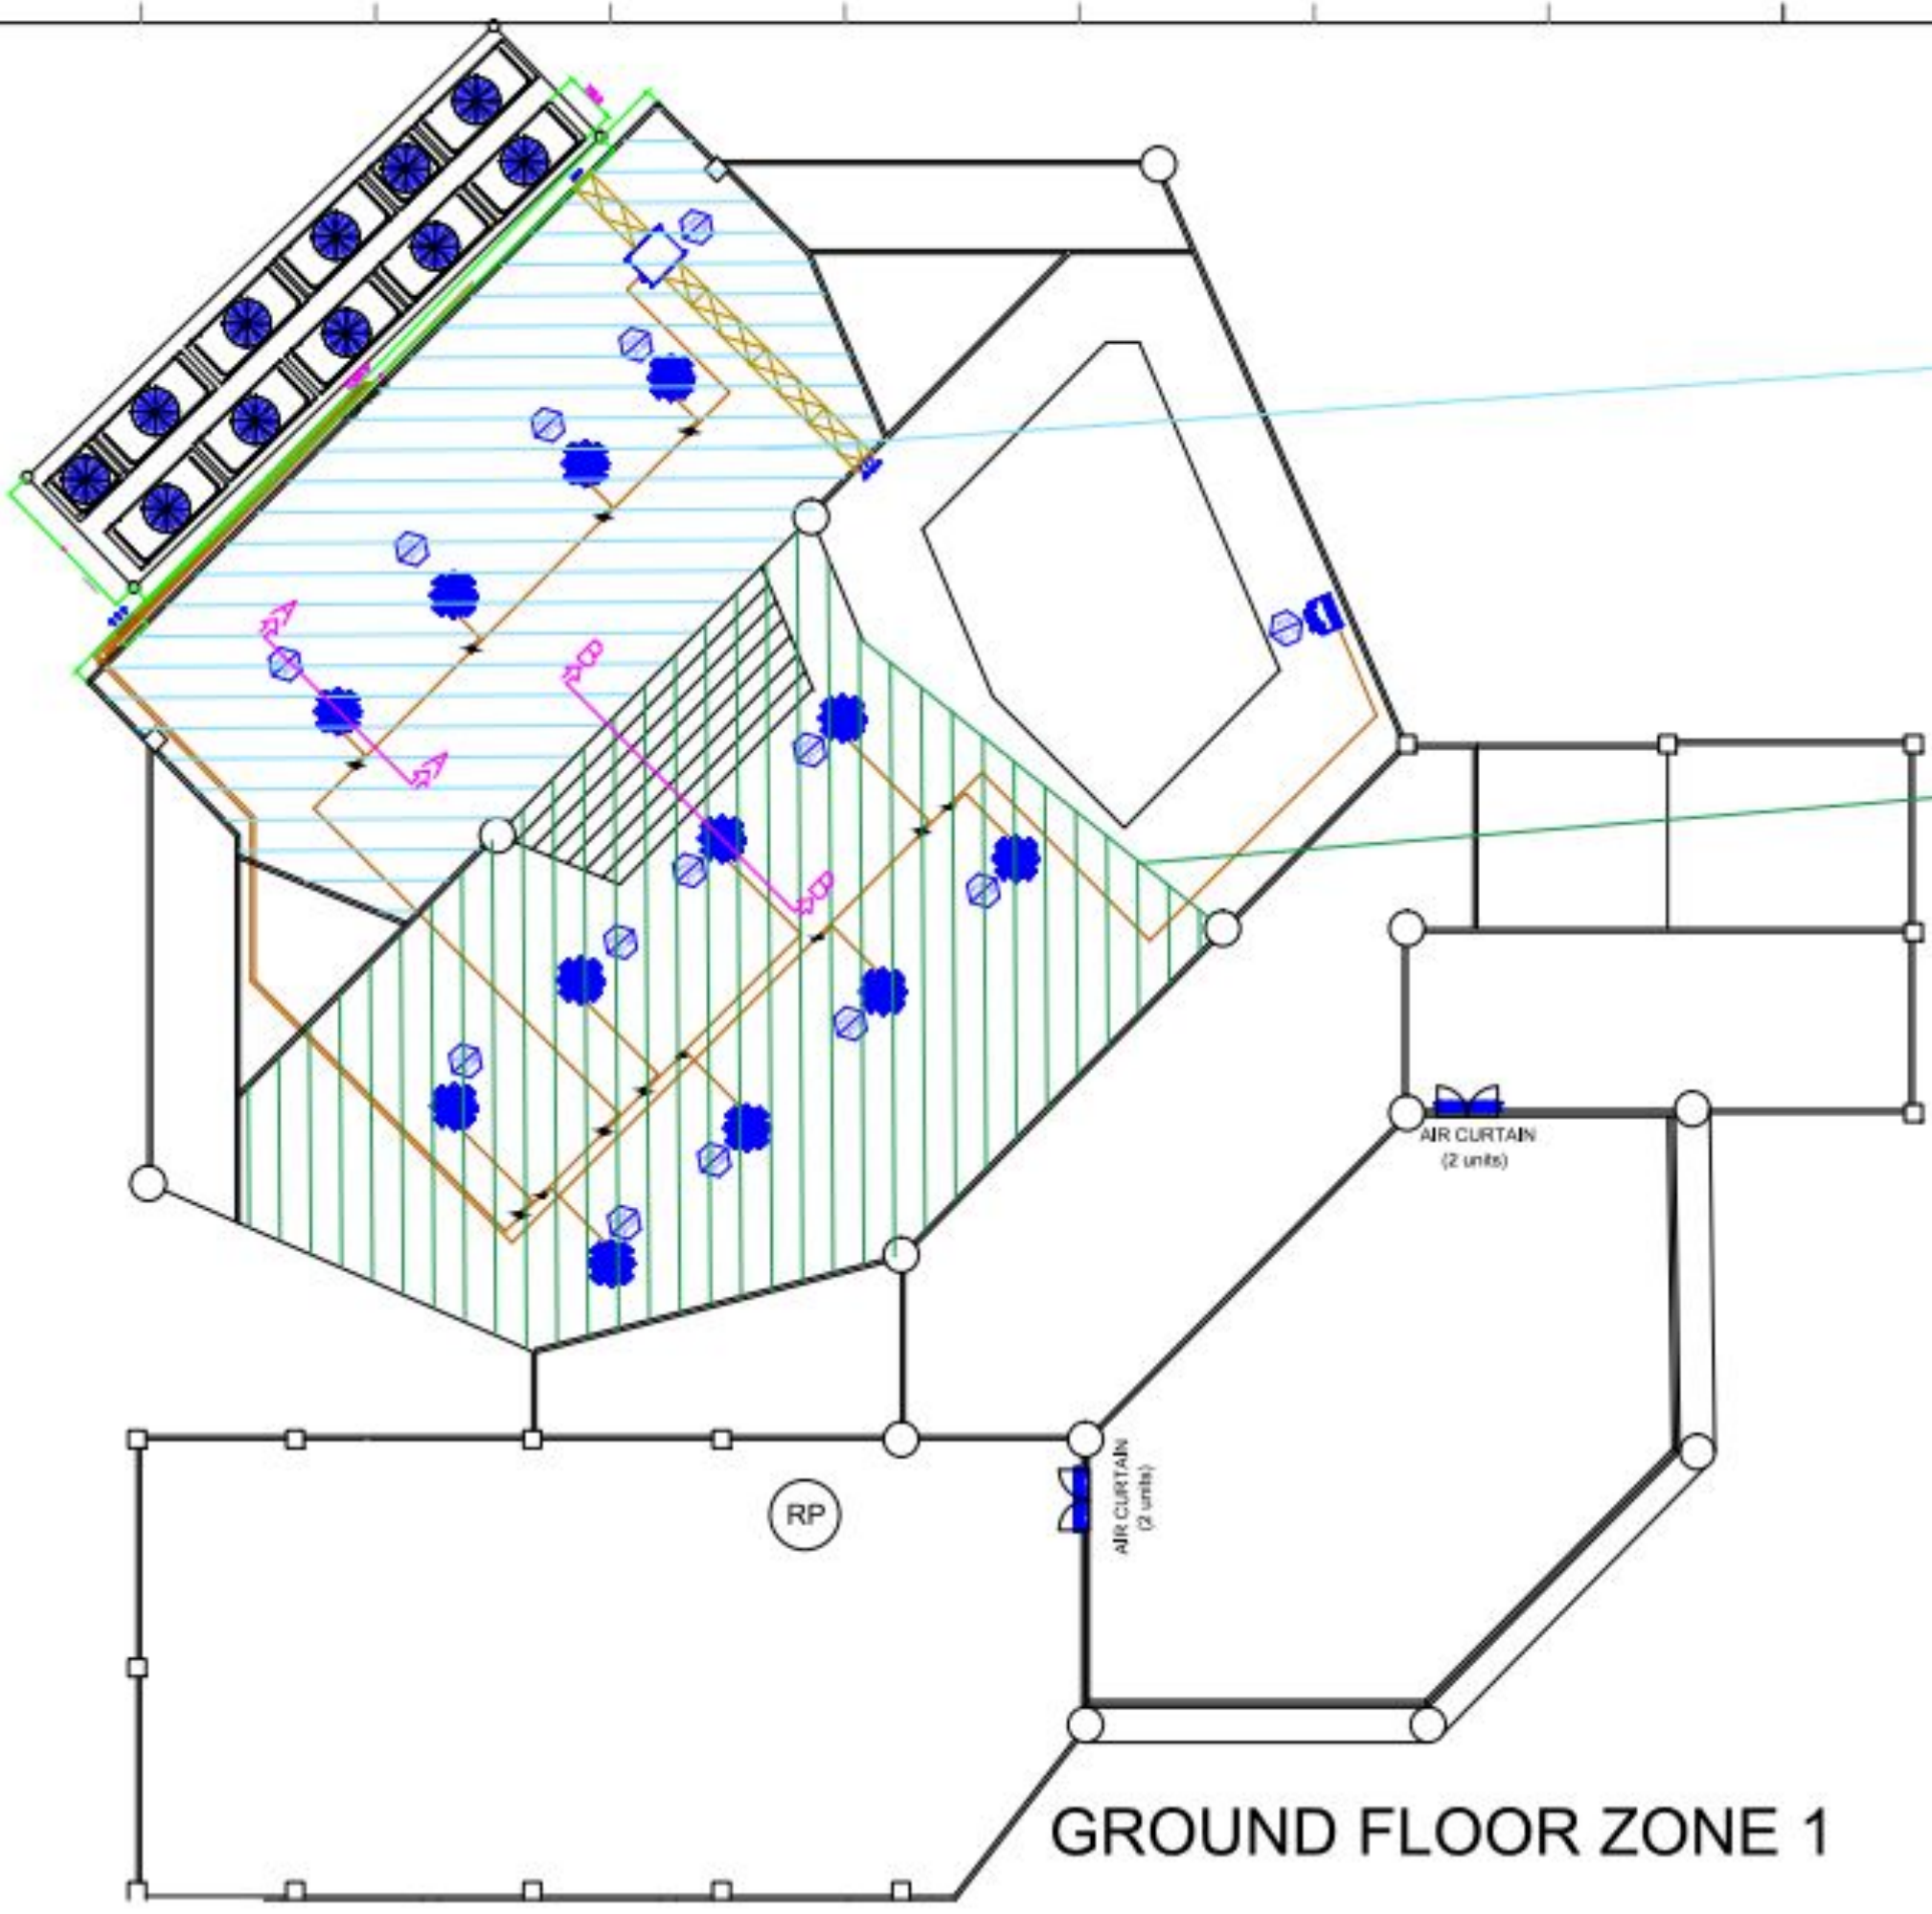 A
B
A
B
AIR CURTAIN
(2 units)
AIR CURTAIN
(2 units)
RP
GROUND FLOOR ZONE 1